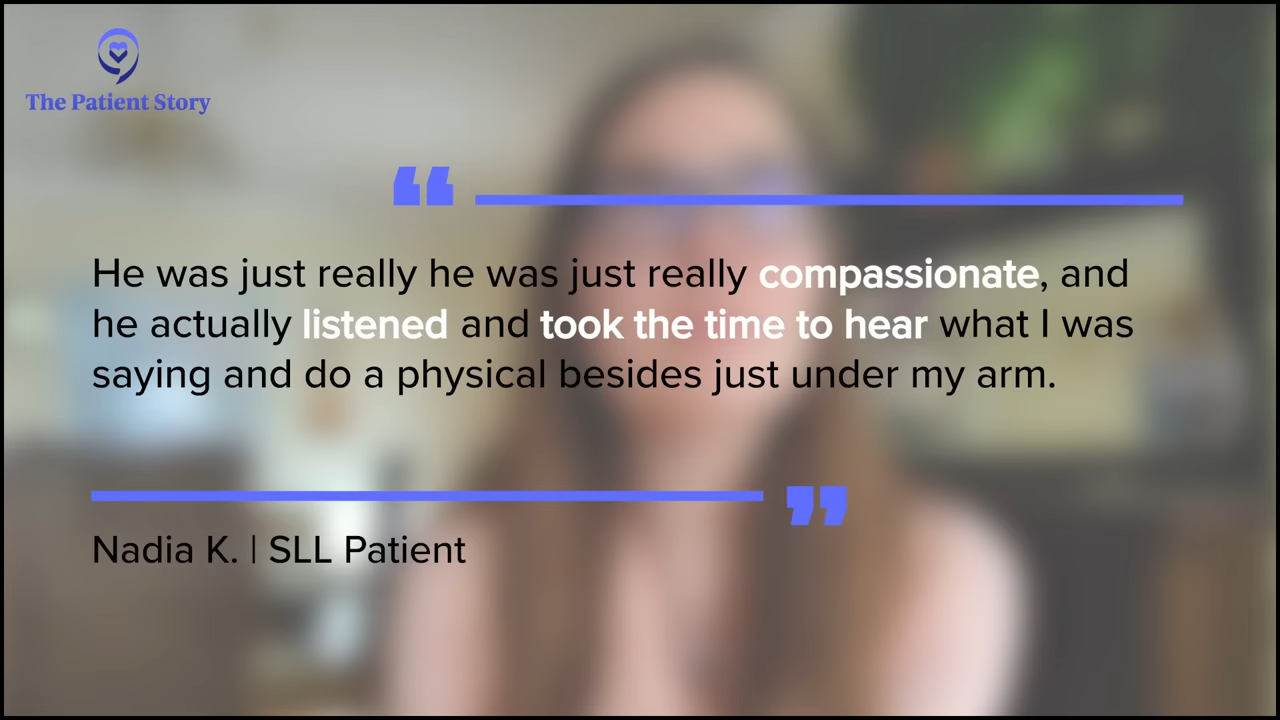 The Patient Story
“
He was just really he was just really compassionate, and
he actually listened and took the time to hear what I was
saying and do a physical besides just under my arm.
”
Nadia K. | SLL Patient